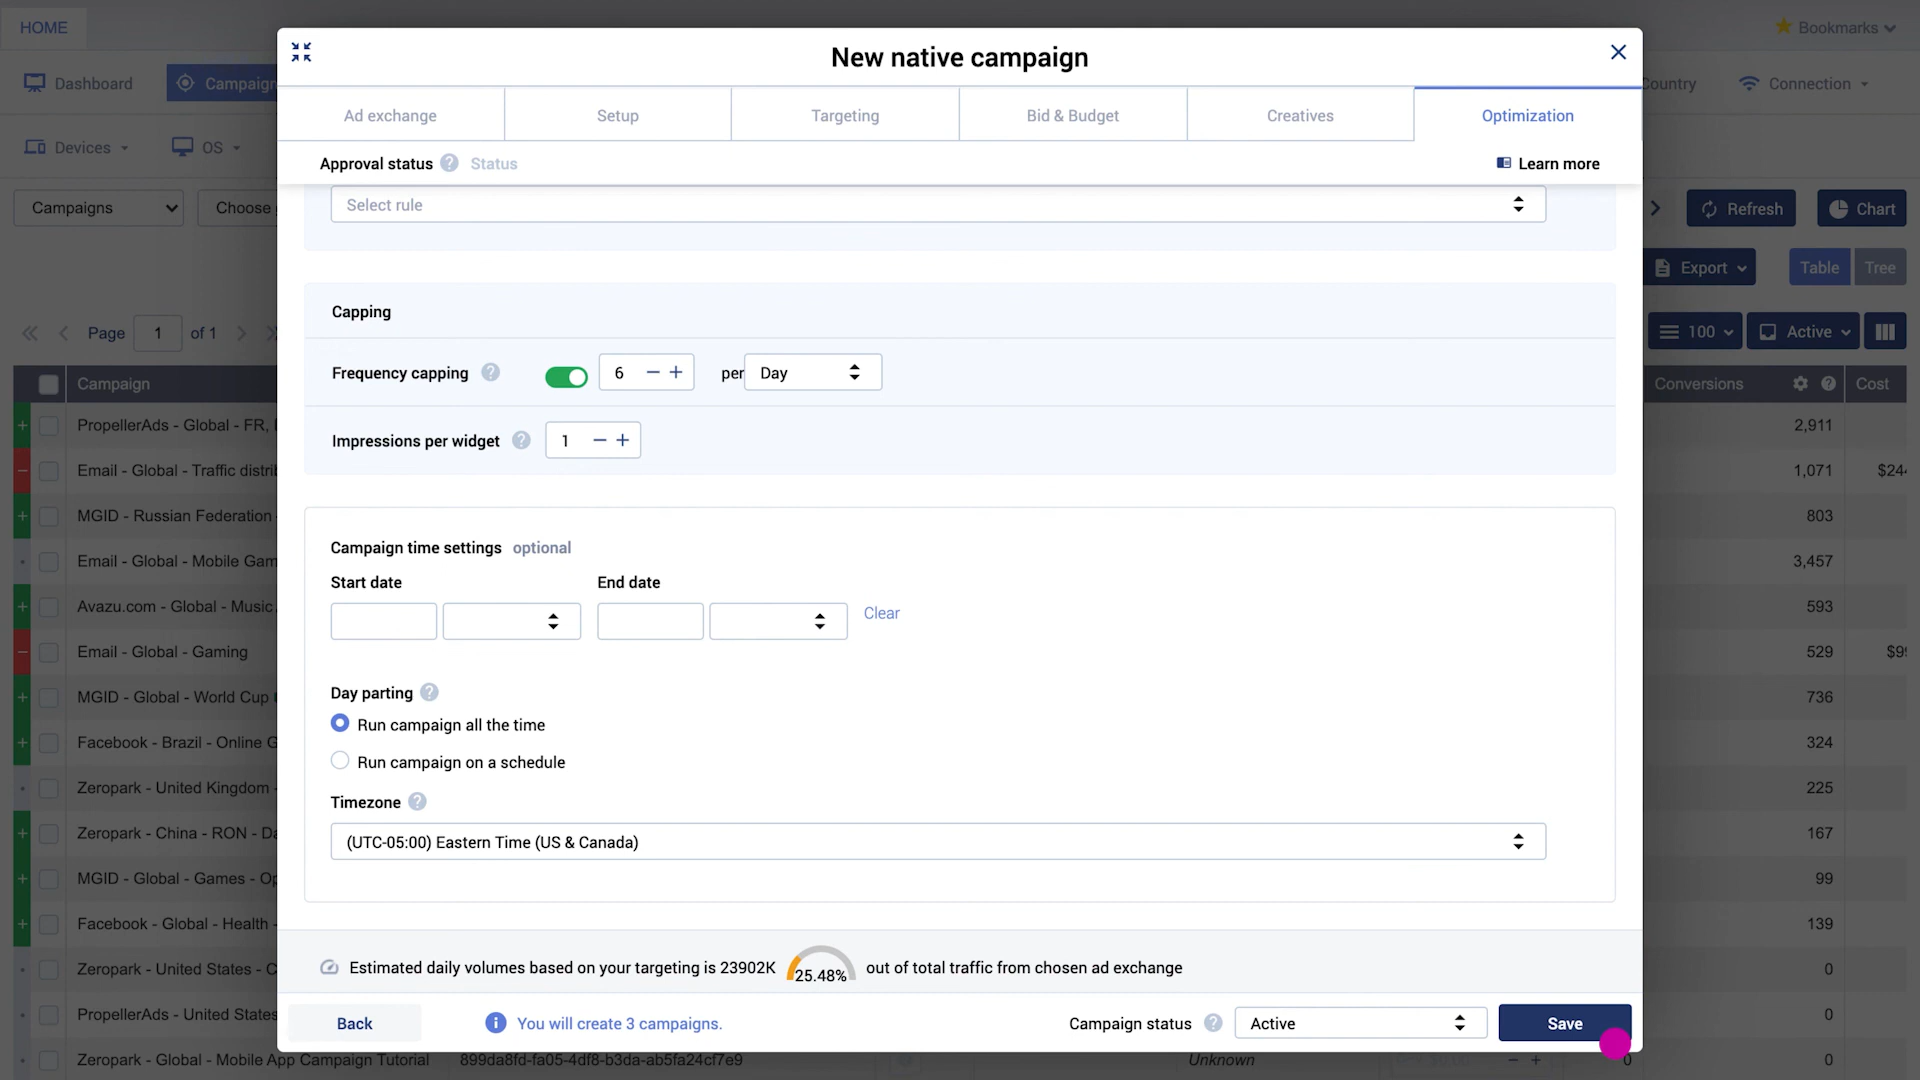 HOME
Bookmarks
New native campaign
Dashboard
Campaign
Country
Connection
Ad exchange
Setup
Targeting
Bid & Budget
Creatives
Optimization
Devices
OS
Approval status
Status
Learn more
Campaigns
Choose
Select rule
Refresh
Chart
Export
Table
Tree
Capping
Page 1 of 1
100
Active
Frequency capping
6
per
Day
Campaign
Conversions
Cost
Impressions per widget
1
PropellerAds - Global - FR,
2,911
Email - Global - Traffic distri
1,071
$244
MGID - Russian Federation
803
Campaign time settings optional
Email - Global - Mobile Gam
3,457
Start date
End date
Clear
Avazu.com - Global - Music
593
Email - Global - Gaming
529
$99
Day parting
MGID - Global - World Cup
736
Run campaign all the time
Facebook - Brazil - Online G
324
Run campaign on a schedule
Zeropark - United Kingdom -
225
Timezone
(UTC-05:00) Eastern Time (US & Canada)
Zeropark - China - RON - Da
167
MGID - Global - Games - Op
99
Facebook - Global - Health -
139
Estimated daily volumes based on your targeting is 23902K
25.48%
out of total traffic from chosen ad exchange
Zeropark - United States - C
0
PropellerAds - United States
0
Back
You will create 3 campaigns.
Campaign status
Active
Save
Zeropark - Global - Mobile App Campaign Tutorial
899da8fd-fa05-4df8-b3da-ab5fa24cf7e9
Unknown
0
0